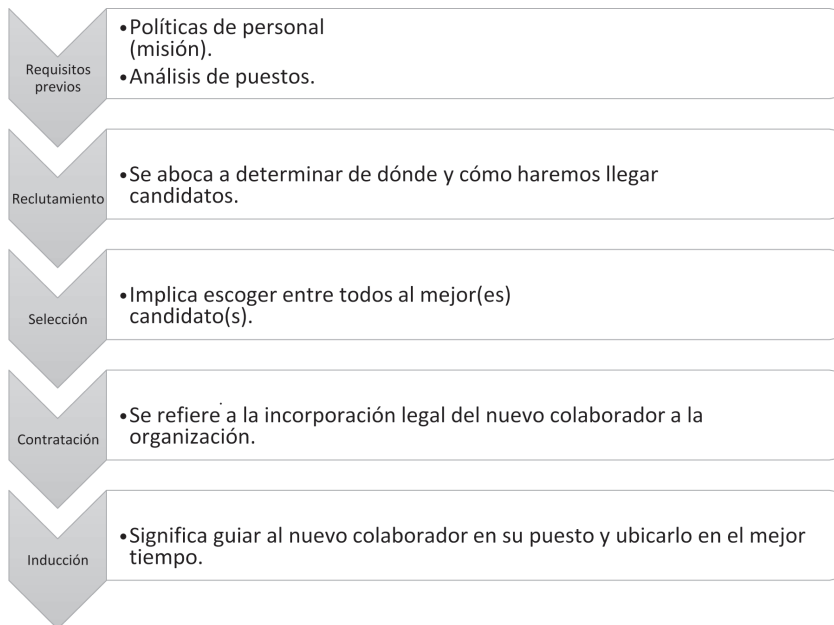 Requisitos
previos
•Políticas de personal
(misión).
•Análisis de puestos.
Reclutamiento
•Se aboca a determinar de dónde y cómo haremos llegar
candidatos.
Selección
•Implica escoger entre todos al mejor(es)
candidato(s).
Contratación
•Se refiere a la incorporación legal del nuevo colaborador a la
organización.
Inducción
•Significa guiar al nuevo colaborador en su puesto y ubicarlo en el mejor
tiempo.